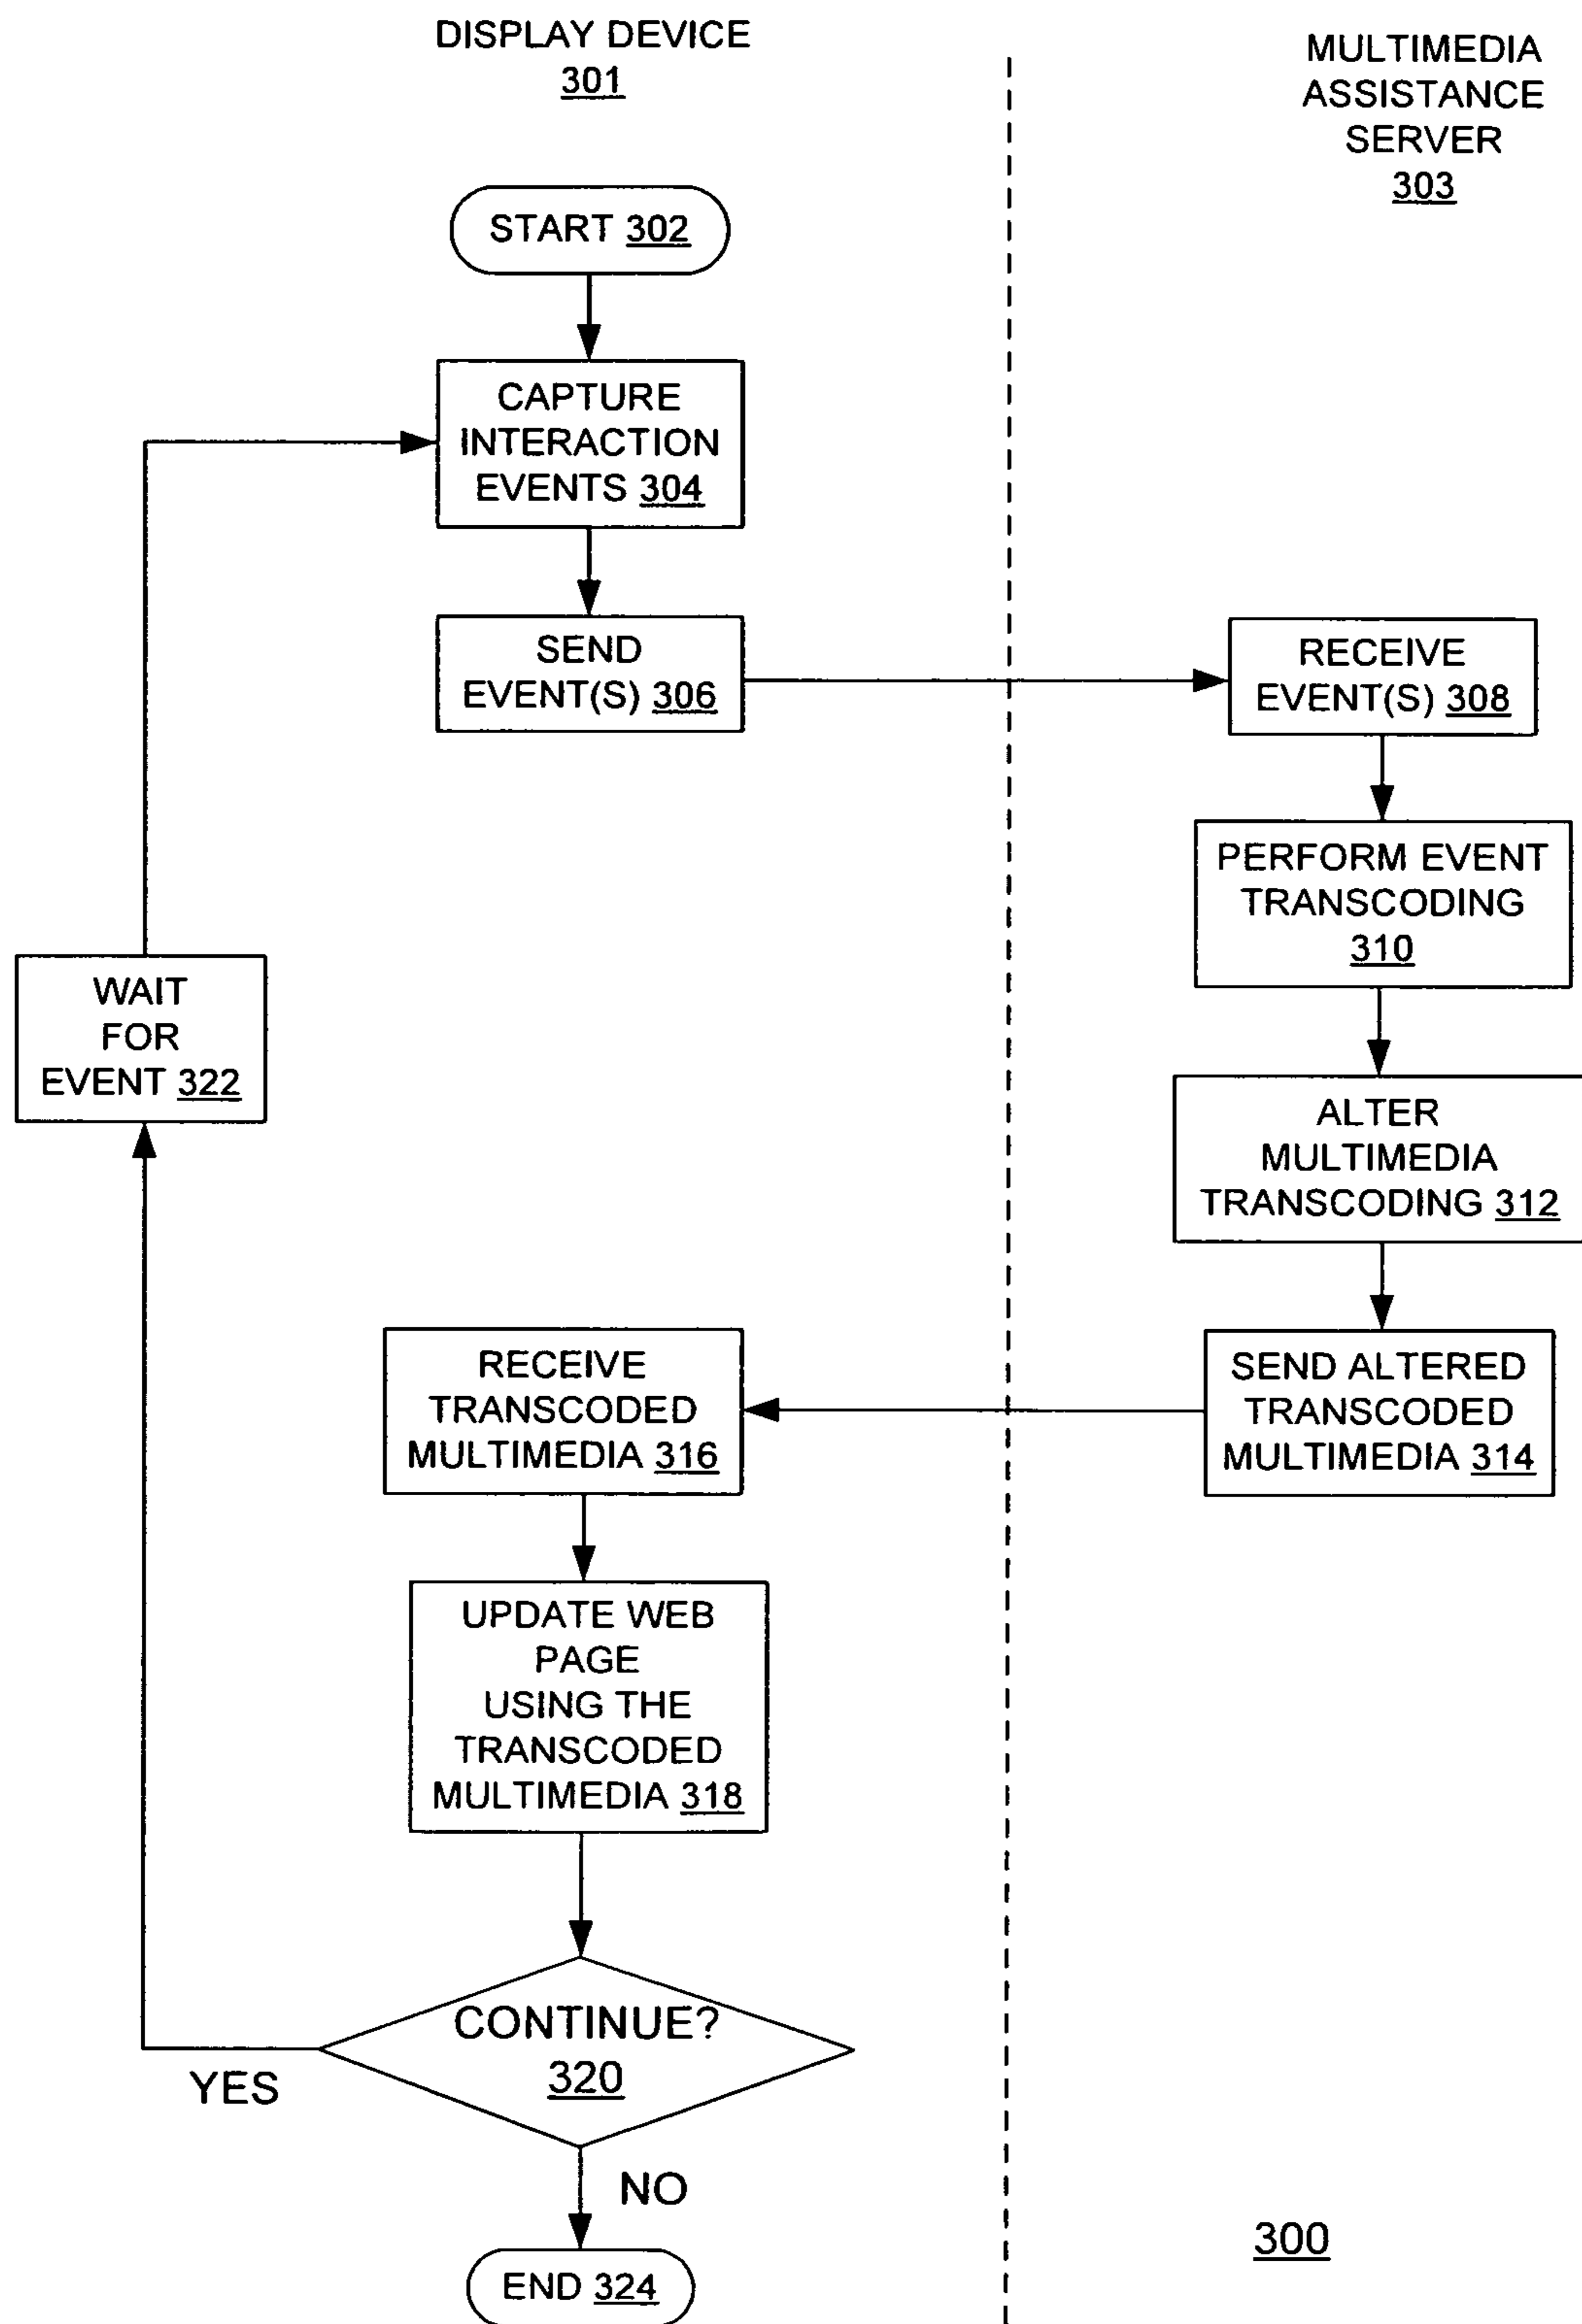 DISPLAY DEVICE
301
MULTIMEDIA
ASSISTANCE
SERVER
303
START 302
CAPTURE
INTERACTION
EVENTS 304
SEND
EVENT(S) 306
RECEIVE
EVENT(S) 308
PERFORM EVENT
TRANSCODING
310
WAIT
FOR
EVENT 322
ALTER
MULTIMEDIA
TRANSCODING 312
SEND ALTERED
TRANSCODED
MULTIMEDIA 314
RECEIVE
TRANSCODED
MULTIMEDIA 316
UPDATE WEB
PAGE
USING THE
TRANSCODED
MULTIMEDIA 318
CONTINUE?
320
YES
NO
END 324
300